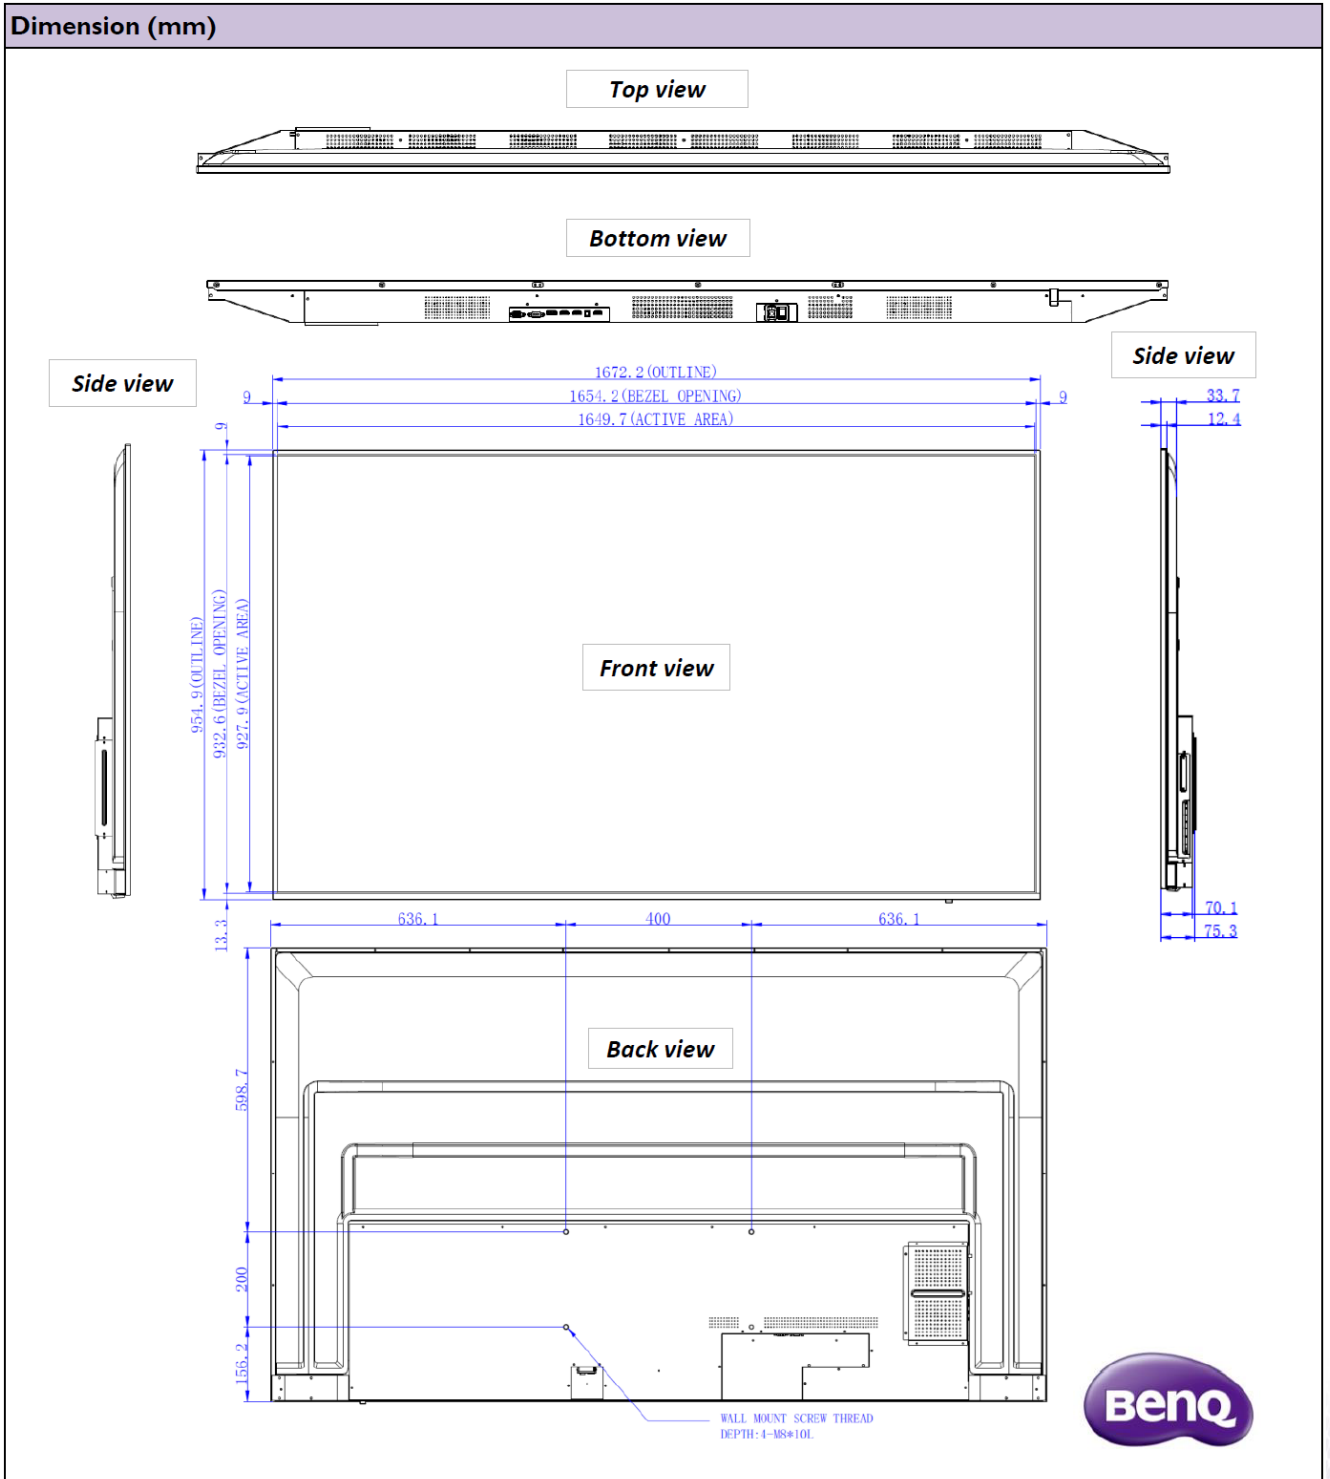 Dimension (mm)
Top view
Bottom view
Side view
Side view
1672.2(OUTLINE)
9
1654.2(BEZEL OPENING)
9
1649.7(ACTIVE AREA)
33.7
12.4
9
954.9(OUTLINE)
932.6(BEZEL OPENING)
927.9(ACTIVE AREA)
Front view
13.3
70.1
75.3
636.1
400
636.1
Back view
598.7
200
156.2
WALL MOUNT SCREW THREAD
DEPTH:4-M8*10L
BenQ